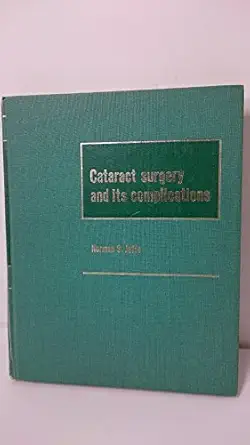 Cataract surgery
and its complications
Norman S. Jaffe